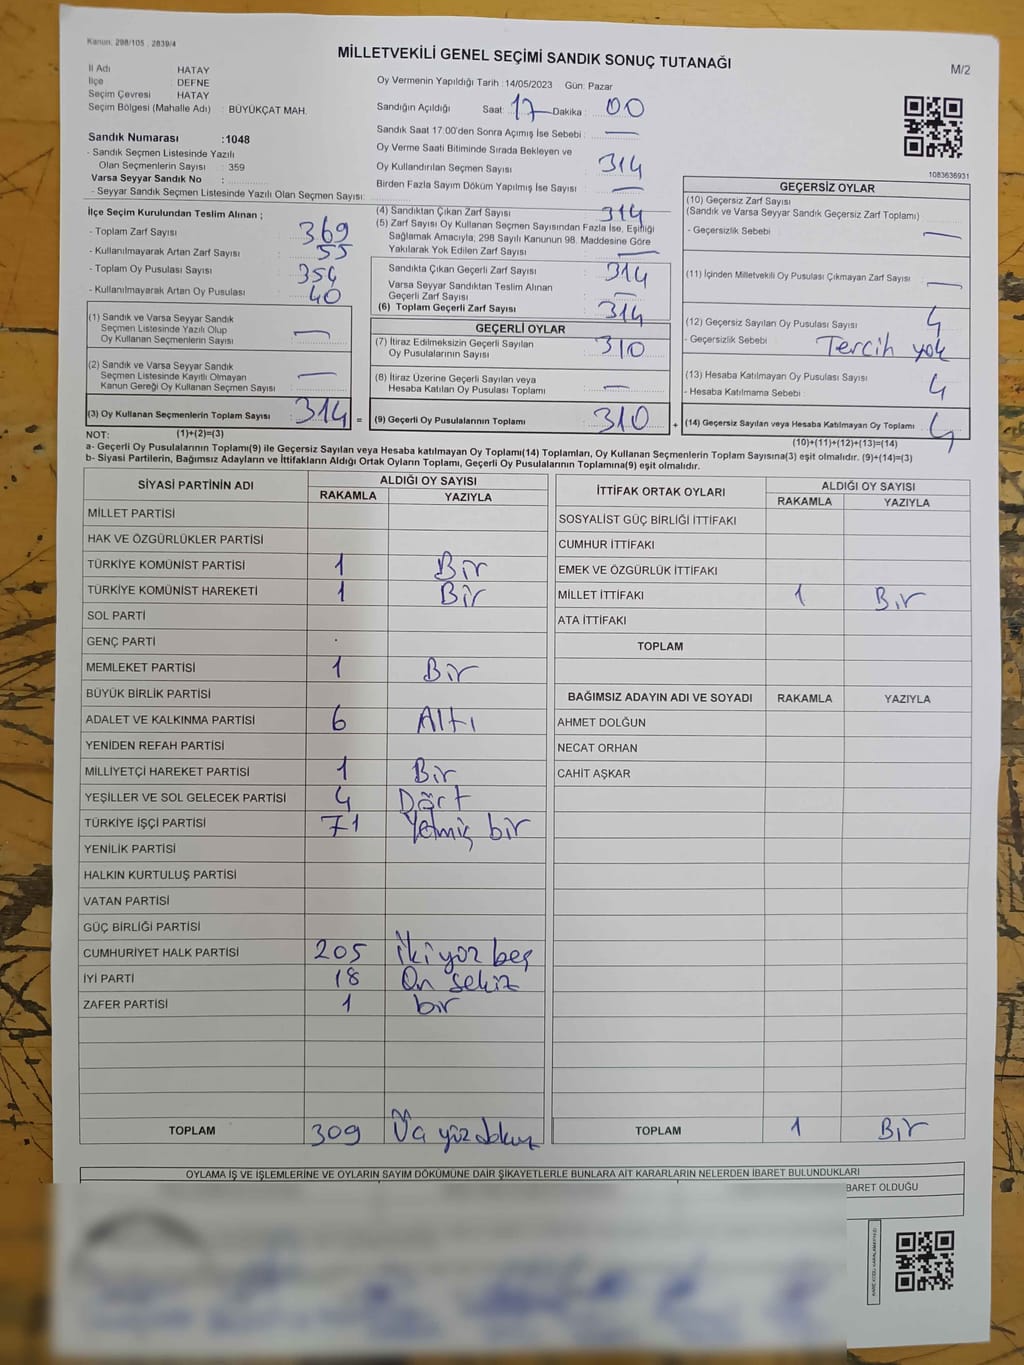 Kanun: 298/105 . 2839/4
MİLLETVEKİLİ GENEL SEÇİMİ SANDIK SONUÇ TUTANAĞI
M/2
İl Adı HATAY
İlçe DEFNE
Seçim Çevresi HATAY
Seçim Bölgesi (Mahalle Adı) : BÜYÜKÇAT MAH.
Sandık Numarası :1048
- Sandık Seçmen Listesinde Yazılı
Olan Seçmenlerin Sayısı : 359
Varsa Seyyar Sandık No :
- Seyyar Sandık Seçmen Listesinde Yazılı Olan Seçmen Sayısı:
Oy Vermenin Yapıldığı Tarih :14/05/2023 Gün: Pazar
Sandığın Açıldığı Saat: 17 Dakika : 00
Sandık Saat 17:00'den Sonra Açımış İse Sebebi : —
Oy Verme Saati Bitiminde Sırada Bekleyen ve
Oy Kullandırılan Seçmen Sayısı 314
Birden Fazla Sayım Döküm Yapılmış İse Sayısı —
1083636931
İlçe Seçim Kurulundan Teslim Alınan ;
- Toplam Zarf Sayısı 369
- Kullanılmayarak Artan Zarf Sayısı 55
- Toplam Oy Pusulası Sayısı 354
- Kullanılmayarak Artan Oy Pusulası 40
(4) Sandıktan Çıkan Zarf Sayısı 314
(5) Zarf Sayısı Oy Kullanan Seçmen Sayısından Fazla İse, Eşitliği
Sağlamak Amacıyla, 298 Sayılı Kanunun 98. Maddesine Göre
Yakılarak Yok Edilen Zarf Sayısı —
Sandıkta Çıkan Geçerli Zarf Sayısı 314
Varsa Seyyar Sandıktan Teslim Alınan
Geçerli Zarf Sayısı —
(6) Toplam Geçerli Zarf Sayısı 314
GEÇERSİZ OYLAR
(10) Geçersiz Zarf Sayısı
(Sandık ve Varsa Seyyar Sandık Geçersiz Zarf Toplamı)
- Geçersizlik Sebebi —
(11) İçinden Milletvekili Oy Pusulası Çıkmayan Zarf Sayısı —
(12) Geçersiz Sayılan Oy Pusulası Sayısı 4
- Geçersizlik Sebebi Tercih yok
(13) Hesaba Katılmayan Oy Pusulası Sayısı
- Hesaba Katılmama Sebebi 4
(14) Geçersiz Sayılan veya Hesaba Katılmayan Oy Toplamı 4
(10)+(11)+(12)+(13)=(14)
(1) Sandık ve Varsa Seyyar Sandık
Seçmen Listesinde Yazılı Olup
Oy Kullanan Seçmenlerin Sayısı —
(2) Sandık ve Varsa Seyyar Sandık
Seçmen Listesinde Kayıtlı Olmayan
Kanun Gereği Oy Kullanan Seçmen Sayısı —
(3) Oy Kullanan Seçmenlerin Toplam Sayısı 314 =
(1)+(2)=(3)
GEÇERLİ OYLAR
(7) İtiraz Edilmeksizin Geçerli Sayılan
Oy Pusulalarının Sayısı 310
(8) İtiraz Üzerine Geçerli Sayılan veya
Hesaba Katılan Oy Pusulaları Toplamı —
(9) Geçerli Oy Pusulalarının Toplamı 310 +
NOT:
a- Geçerli Oy Pusulalarının Toplamı(9) ile Geçersiz Sayılan veya Hesaba katılmayan Oy Toplamı(14) Toplamları, Oy Kullanan Seçmenlerin Toplam Sayısına(3) eşit olmalıdır. (9)+(14)=(3)
b- Siyasi Partilerin, Bağımsız Adayların ve İttifakların Aldığı Ortak Oyların Toplamı, Geçerli Oy Pusulalarının Toplamına(9) eşit olmalıdır.
SİYASİ PARTİNİN ADI ALDIĞI OY SAYISI
RAKAMLA YAZIYLA
MİLLET PARTİSİ
HAK VE ÖZGÜRLÜKLER PARTİSİ
TÜRKİYE KOMÜNİST PARTİSİ 1 Bir
TÜRKİYE KOMÜNİST HAREKETİ 1 Bir
SOL PARTİ
GENÇ PARTİ
MEMLEKET PARTİSİ 1 Bir
BÜYÜK BİRLİK PARTİSİ
ADALET VE KALKINMA PARTİSİ 6 Altı
YENİDEN REFAH PARTİSİ
MİLLİYETÇİ HAREKET PARTİSİ 1 Bir
YEŞİLLER VE SOL GELECEK PARTİSİ 4 Dört
TÜRKİYE İŞÇİ PARTİSİ 71 Yetmiş bir
YENİLİK PARTİSİ
HALKIN KURTULUŞ PARTİSİ
VATAN PARTİSİ
GÜÇ BİRLİĞİ PARTİSİ
CUMHURİYET HALK PARTİSİ 205 İki yüz beş
İYİ PARTİ 18 On sekiz
ZAFER PARTİSİ 1 bir
TOPLAM 309 Üç yüz dokuz
İTTİFAK ORTAK OYLARI ALDIĞI OY SAYISI
RAKAMLA YAZIYLA
SOSYALİST GÜÇ BİRLİĞİ İTTİFAKI
CUMHUR İTTİFAKI
EMEK VE ÖZGÜRLÜK İTTİFAKI
MİLLET İTTİFAKI 1 Bir
ATA İTTİFAKI
TOPLAM
BAĞIMSIZ ADAYIN ADI VE SOYADI RAKAMLA YAZIYLA
AHMET DOLĞUN
NECAT ORHAN
CAHİT AŞKAR
TOPLAM 1 Bir
OYLAMA İŞ VE İŞLEMLERİNE VE OYLARIN SAYIM DÖKÜMÜNE DAİR ŞİKAYETLERLE BUNLARA AİT KARARLARIN NELERDEN İBARET BULUNDUKLARI
BARET OLDUĞU